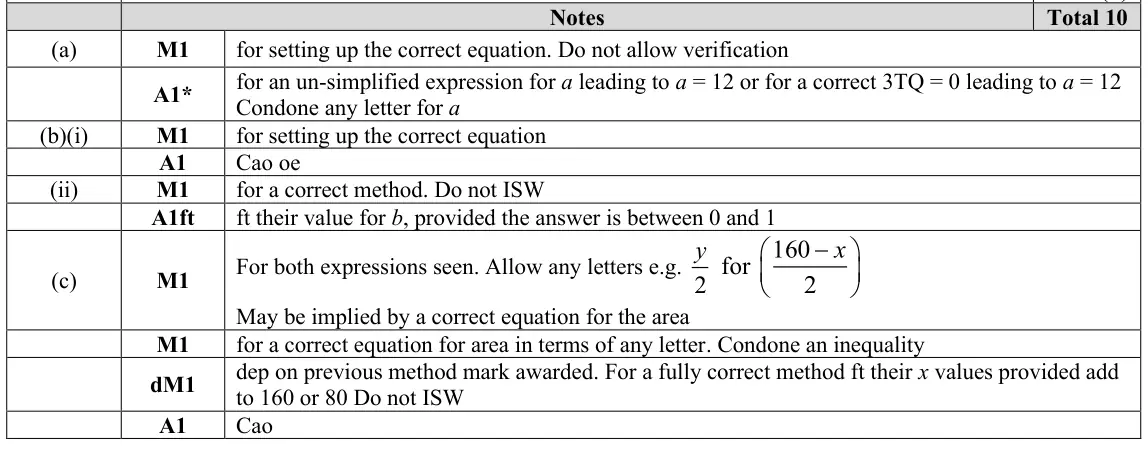 Notes Total 10
(a) M1 for setting up the correct equation. Do not allow verification
A1* for an un-simplified expression for a leading to a = 12 or for a correct 3TQ = 0 leading to a = 12
Condone any letter for a
(b)(i) M1 for setting up the correct equation
A1 Cao oe
(ii) M1 for a correct method. Do not ISW
A1ft ft their value for b, provided the answer is between 0 and 1
(c) M1 For both expressions seen. Allow any letters e.g. y/2 for ((160 − x)/2)
May be implied by a correct equation for the area
M1 for a correct equation for area in terms of any letter. Condone an inequality
dM1 dep on previous method mark awarded. For a fully correct method ft their x values provided add
to 160 or 80 Do not ISW
A1 Cao